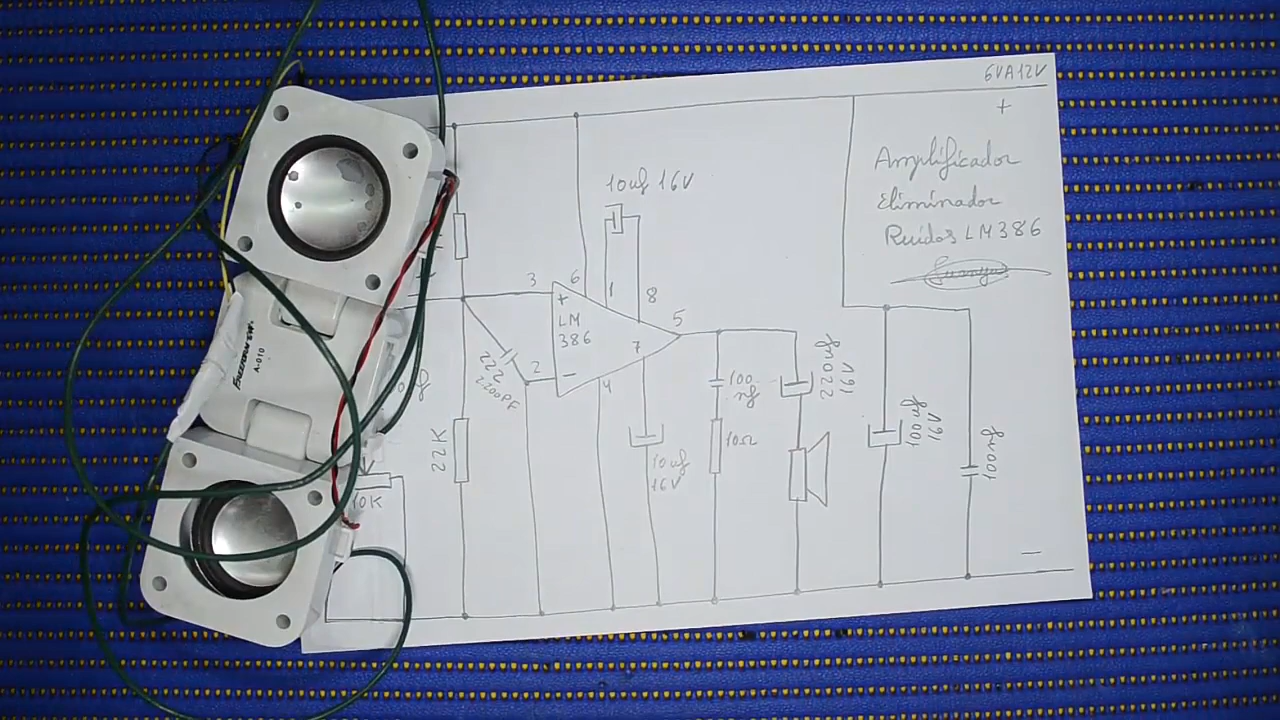 6VA12V
+
Amplificador
Eliminador
Ruidos LM386
10uf 16V
3
6
1
8
+
LM
386
5
7
2
-
4
222
2200PF
22K
10K
100
nf
10Ω
10uf
16V
220uf
16V
100uf
16V
100nf
-
A-010